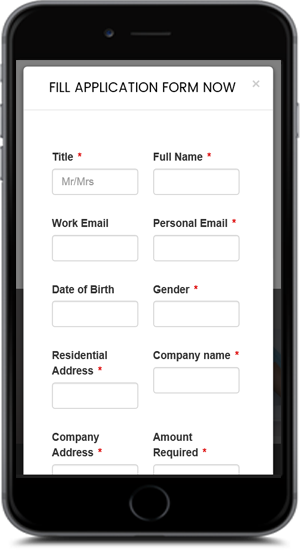 FILL APPLICATION FORM NOW ×
Title * Full Name *
Mr/Mrs
Work Email Personal Email *
Date of Birth Gender *
Residential Address * Company name *
Company Address * Amount Required *